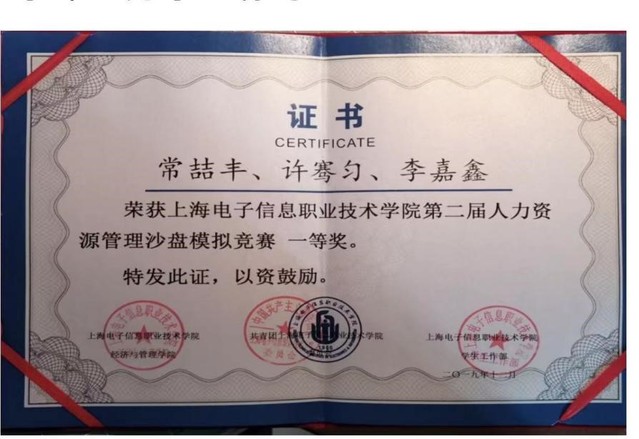 证书
CERTIFICATE
常喆丰、许骞匀、李嘉鑫
荣获上海电子信息职业技术学院第二届人力资
源管理沙盘模拟竞赛 一等奖。
特发此证，以资鼓励。
上海电子信息职业技术学院
经济与管理学院
共青团上海电子信息职业技术学院
上海电子信息职业技术学院
学生工作部
二〇一九年十二月